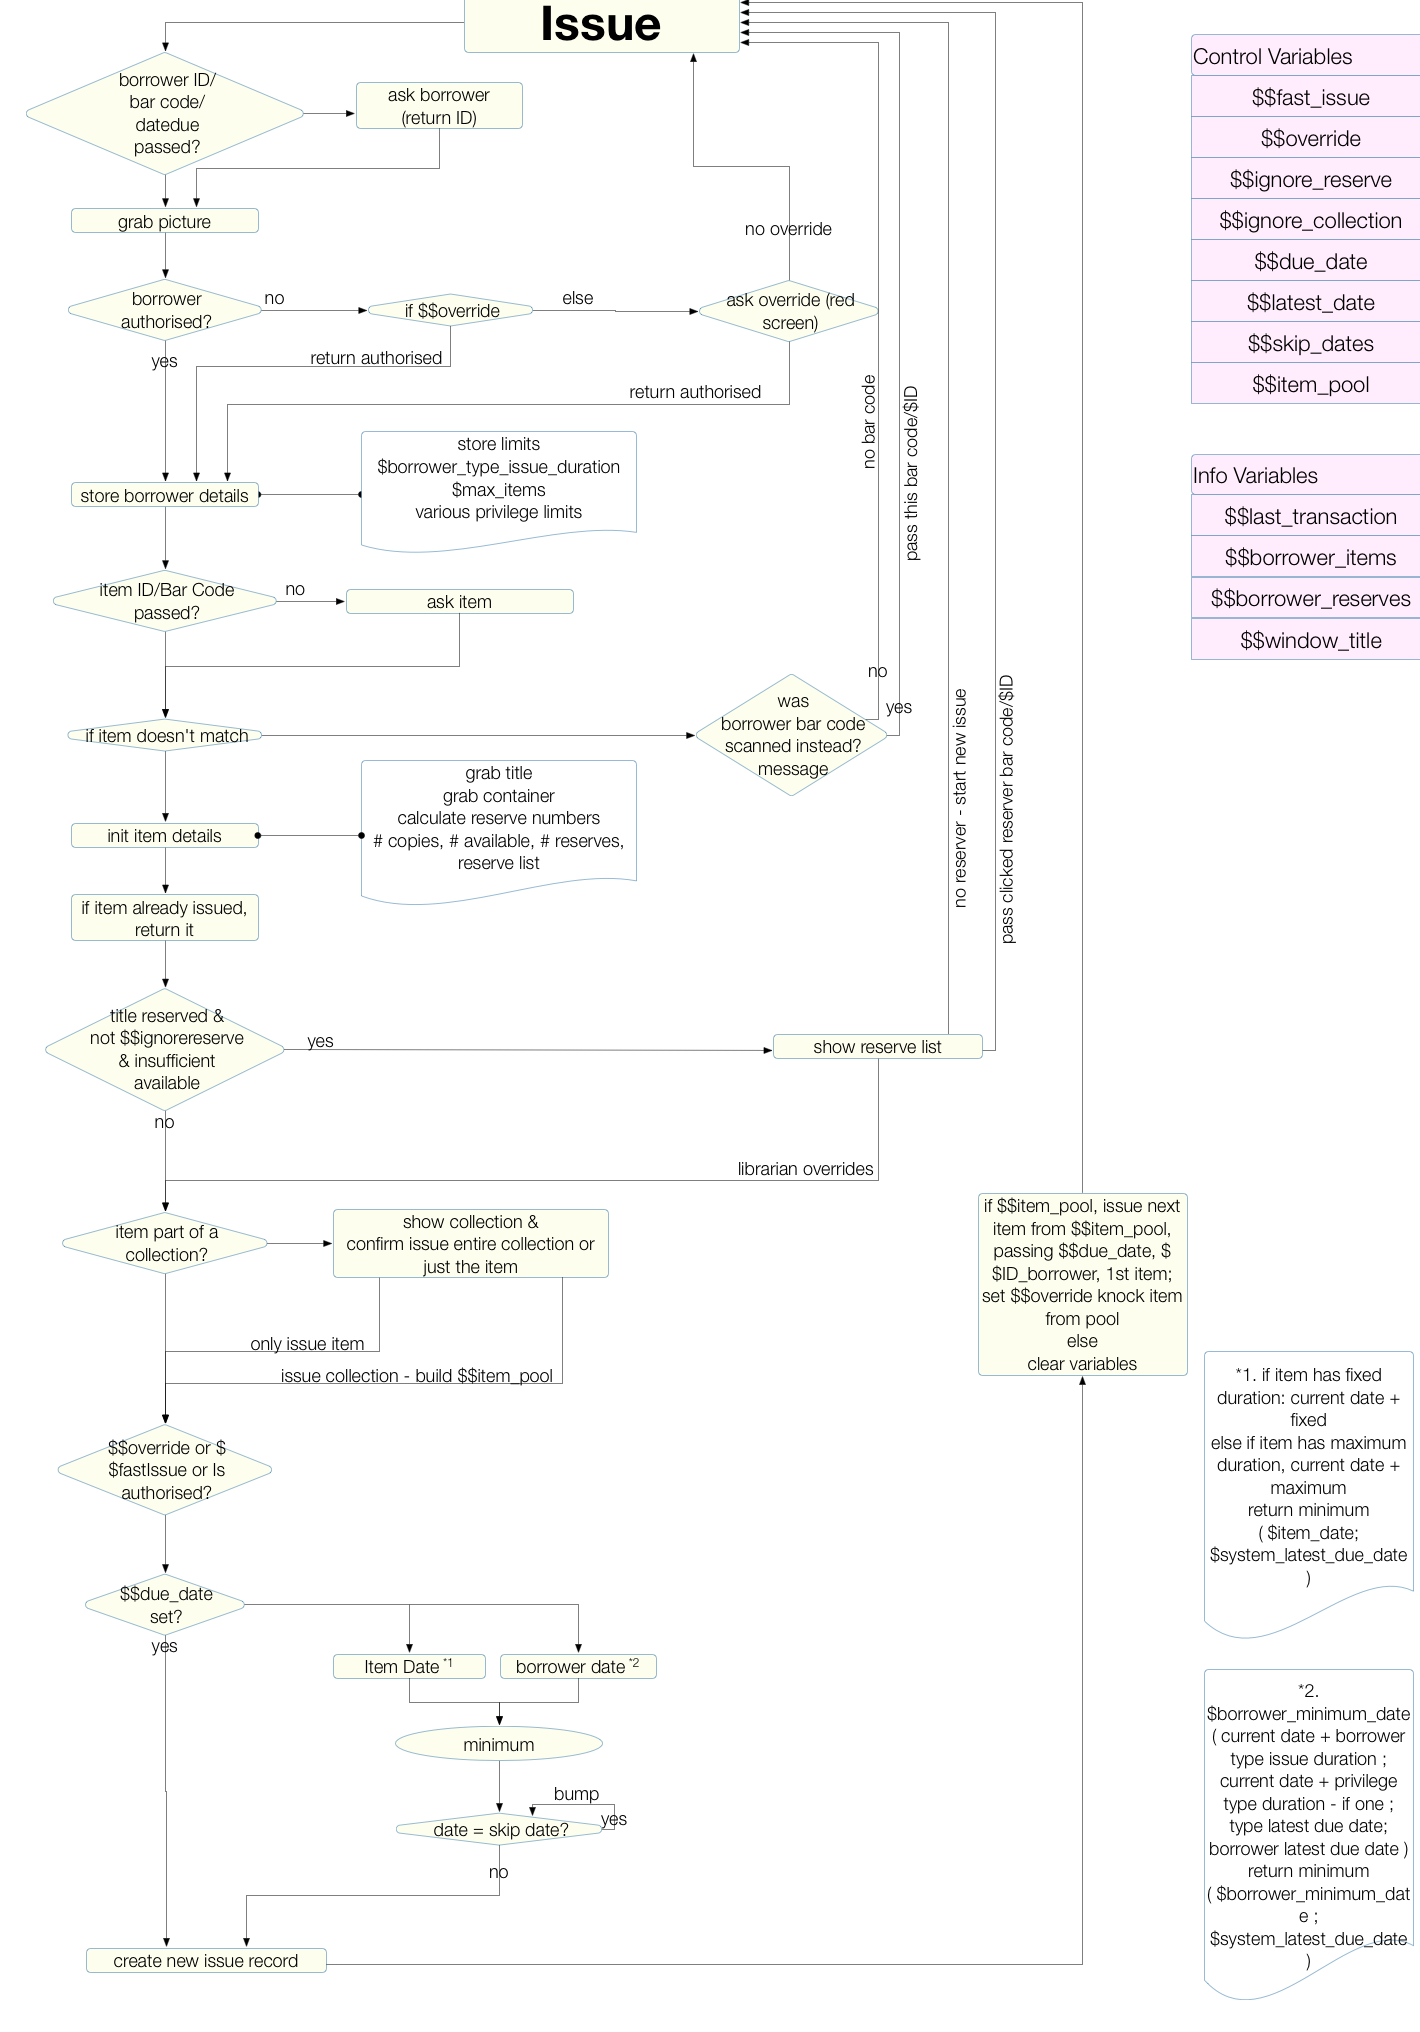 Issue
borrower ID/
bar code/
datedue
passed?
ask borrower
(return ID)
grab picture
no override
borrower
authorised?
no
if $$override
else
ask override (red
screen)
yes
return authorised
return authorised
no bar code
pass this bar code/$ID
store borrower details
store limits
$borrower_type_issue_duration
$max_items
various privilege limits
item ID/Bar Code
passed?
no
ask item
if item doesn't match
was
borrower bar code
scanned instead?
message
no
yes
no reserver - start new issue
pass clicked reserver bar code/$ID
init item details
grab title
grab container
calculate reserve numbers
# copies, # available, # reserves,
reserve list
if item already issued,
return it
title reserved &
not $$ignorereserve
& insufficient
available
yes
show reserve list
no
librarian overrides
item part of a
collection?
show collection &
confirm issue entire collection or
just the item
only issue item
issue collection - build $$item_pool
if $$item_pool, issue next
item from $$item_pool,
passing $$due_date, $
$ID_borrower, 1st item;
set $$override knock item
from pool
else
clear variables
$$override or $
$fastIssue or Is
authorised?
$$due_date
set?
yes
Item Date *1
borrower date *2
minimum
bump
date = skip date?
yes
no
create new issue record
Control Variables
$$fast_issue
$$override
$$ignore_reserve
$$ignore_collection
$$due_date
$$latest_date
$$skip_dates
$$item_pool
Info Variables
$$last_transaction
$$borrower_items
$$borrower_reserves
$$window_title
*1. if item has fixed
duration: current date +
fixed
else if item has maximum
duration, current date +
maximum
return minimum
( $item_date;
$system_latest_due_date
)
*2.
$borrower_minimum_date
( current date + borrower
type issue duration ;
current date + privilege
type duration - if one ;
type latest due date;
borrower latest due date )
return minimum
( $borrower_minimum_dat
e ;
$system_latest_due_date
)